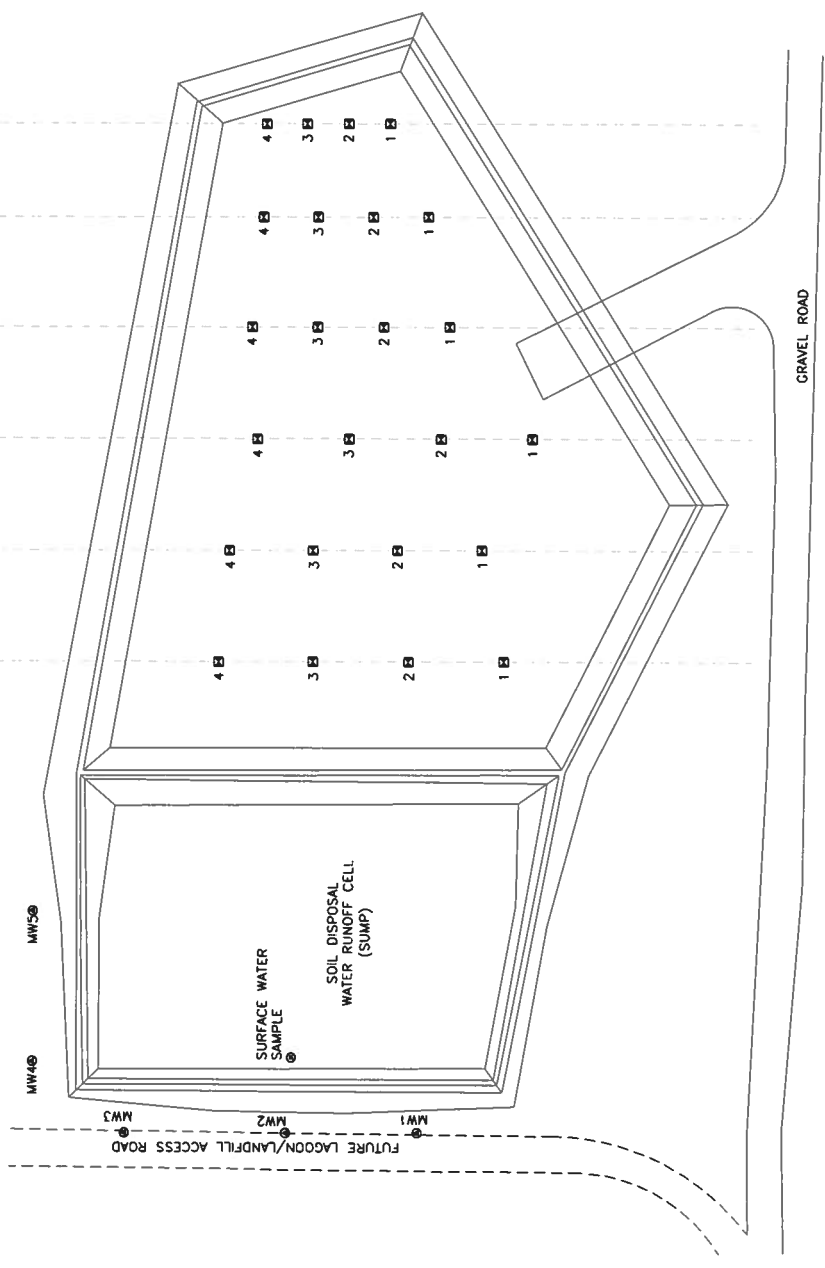 4
3
2
1
4
3
2
1
4
3
2
1
4
3
2
1
4
3
2
1
4
3
2
1
GRAVEL ROAD
MW5
MW4
SURFACE WATER
SAMPLE
SOIL DISPOSAL
WATER RUNOFF CELL
(SUMP)
MW3
MW2
MW1
FUTURE LAGOON/LANDFILL ACCESS ROAD